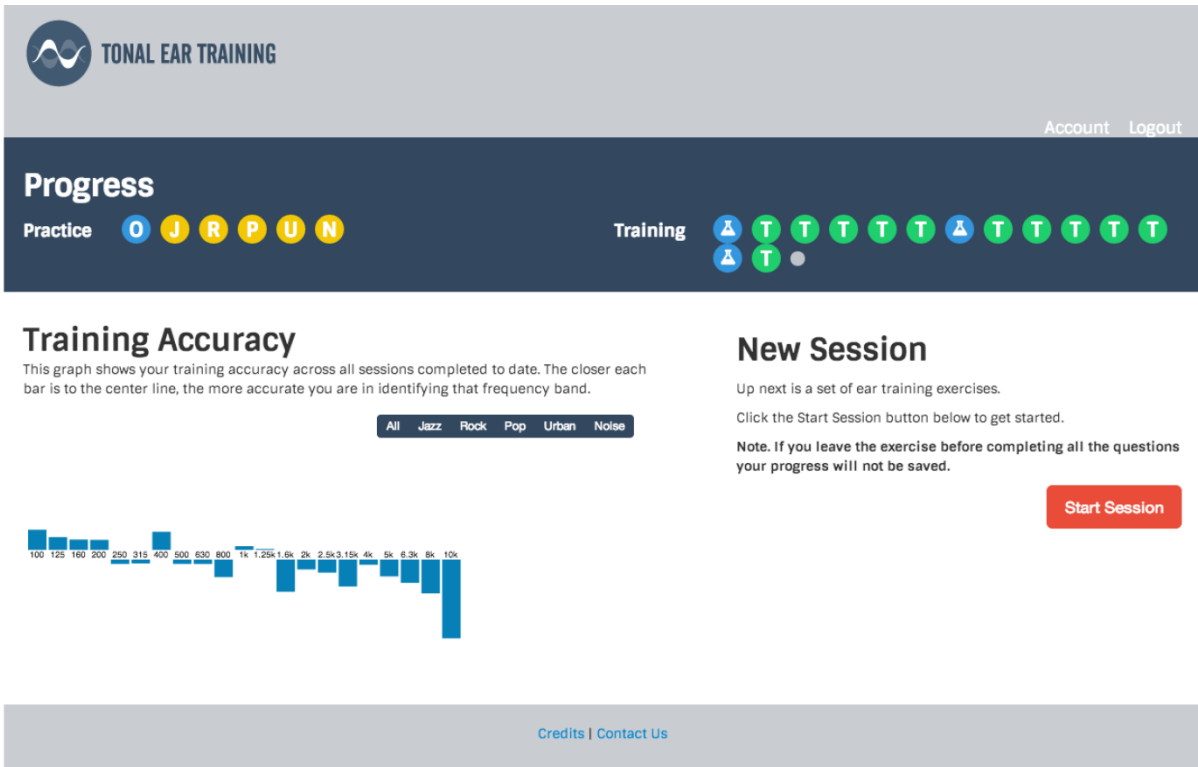 TONAL EAR TRAINING
Account Logout
Progress
Practice O J R P U N
Training T T T T T T T T T T
T
Training Accuracy
This graph shows your training accuracy across all sessions completed to date. The closer each
bar is to the center line, the more accurate you are in identifying that frequency band.
All Jazz Rock Pop Urban Noise
100 125 160 200 250 315 400 500 630 800 1k 1.25k 1.6k 2k 2.5k 3.15k 4k 5k 6.3k 8k 10k
New Session
Up next is a set of ear training exercises.
Click the Start Session button below to get started.
Note. If you leave the exercise before completing all the questions
your progress will not be saved.
Start Session
Credits | Contact Us